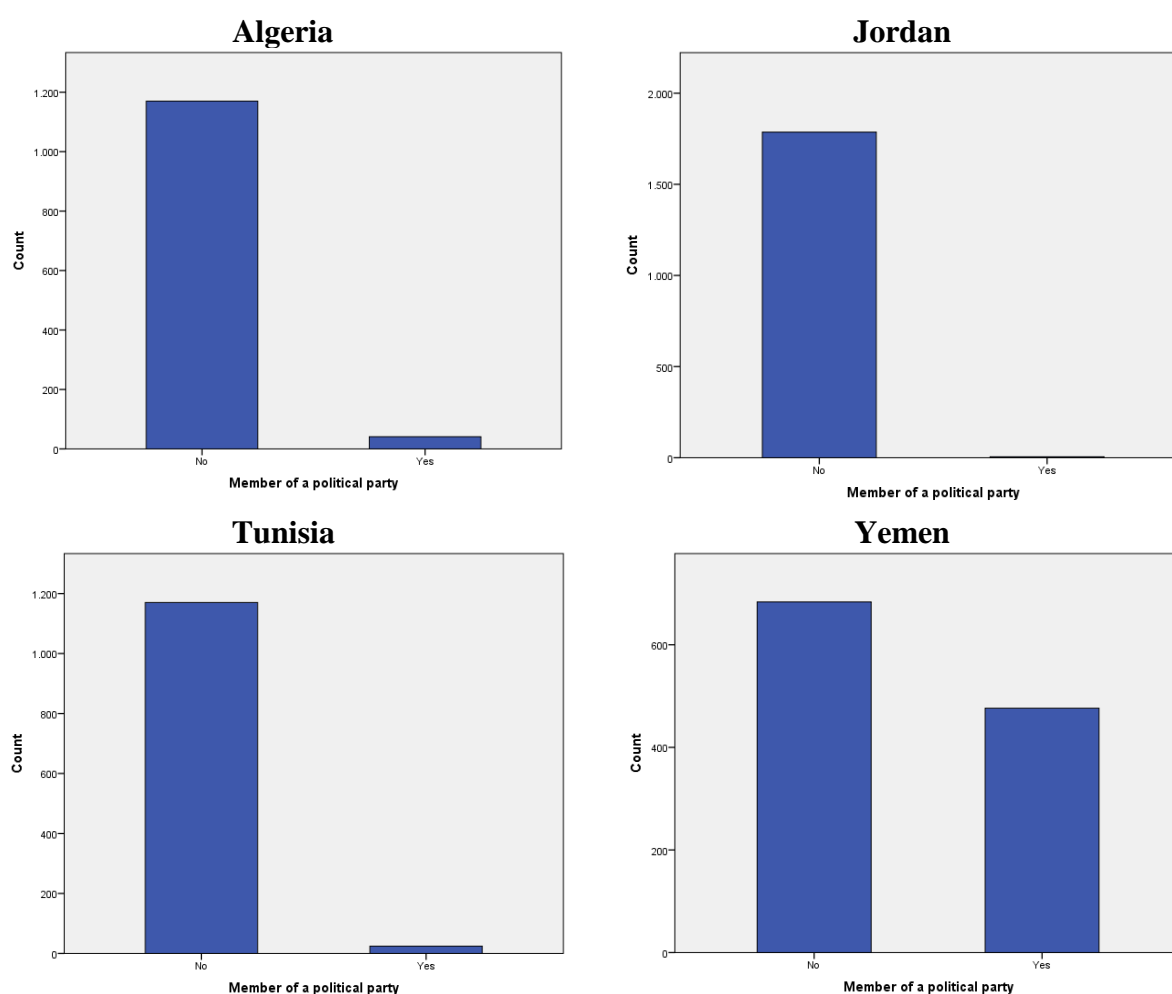 Algeria
1.200
1.000
800
600
400
200
0
Count
No
Yes
Member of a political party
Jordan
2.000
1.500
1.000
500
0
Count
No
Yes
Member of a political party
Tunisia
1.200
1.000
800
600
400
200
0
Count
No
Yes
Member of a political party
Yemen
600
400
200
0
Count
No
Yes
Member of a political party